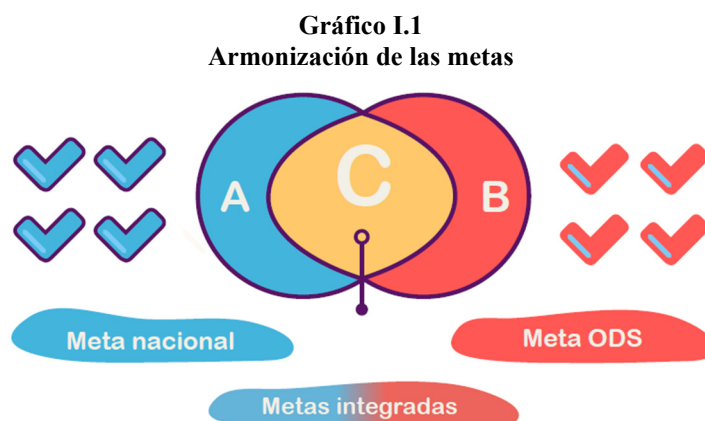 Gráfico I.1
Armonización de las metas
A
C
B
Meta nacional
Meta ODS
Metas integradas